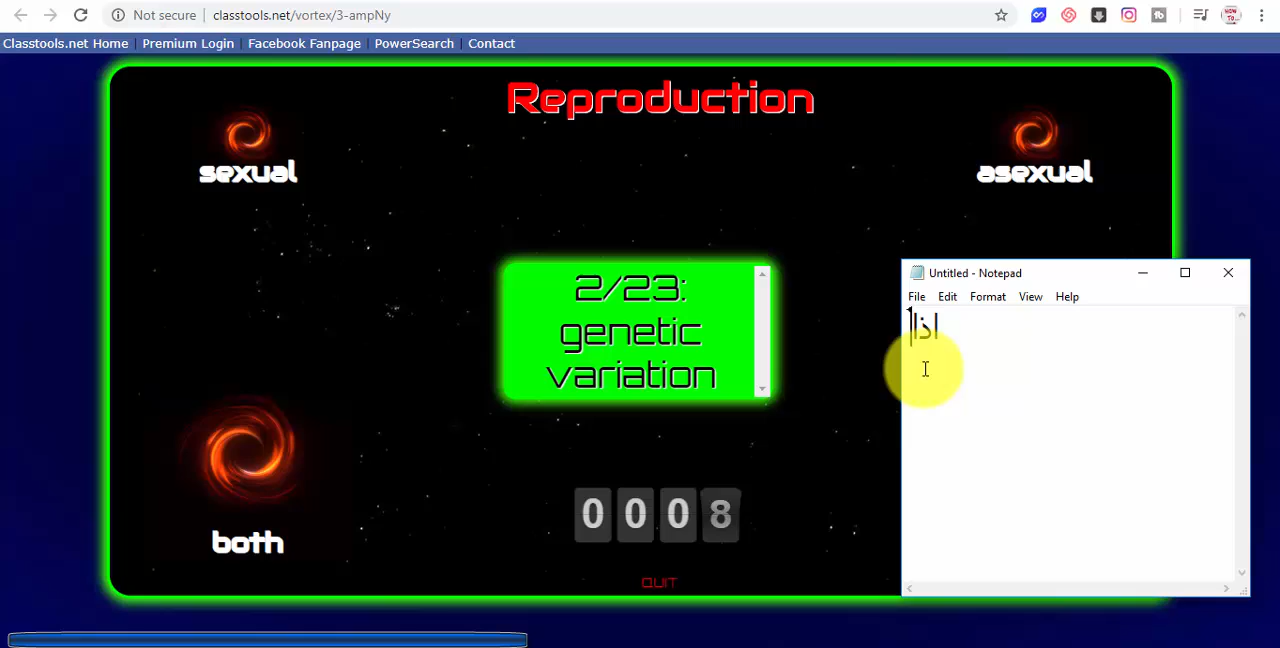 Not secure
classtools.net/vortex/3-ampNy
Classtools.net Home | Premium Login | Facebook Fanpage | PowerSearch | Contact
Reproduction
sexual
asexual
2/23:
genetic
variation
both
0008
QUIT
Untitled - Notepad
File Edit Format View Help
اذا